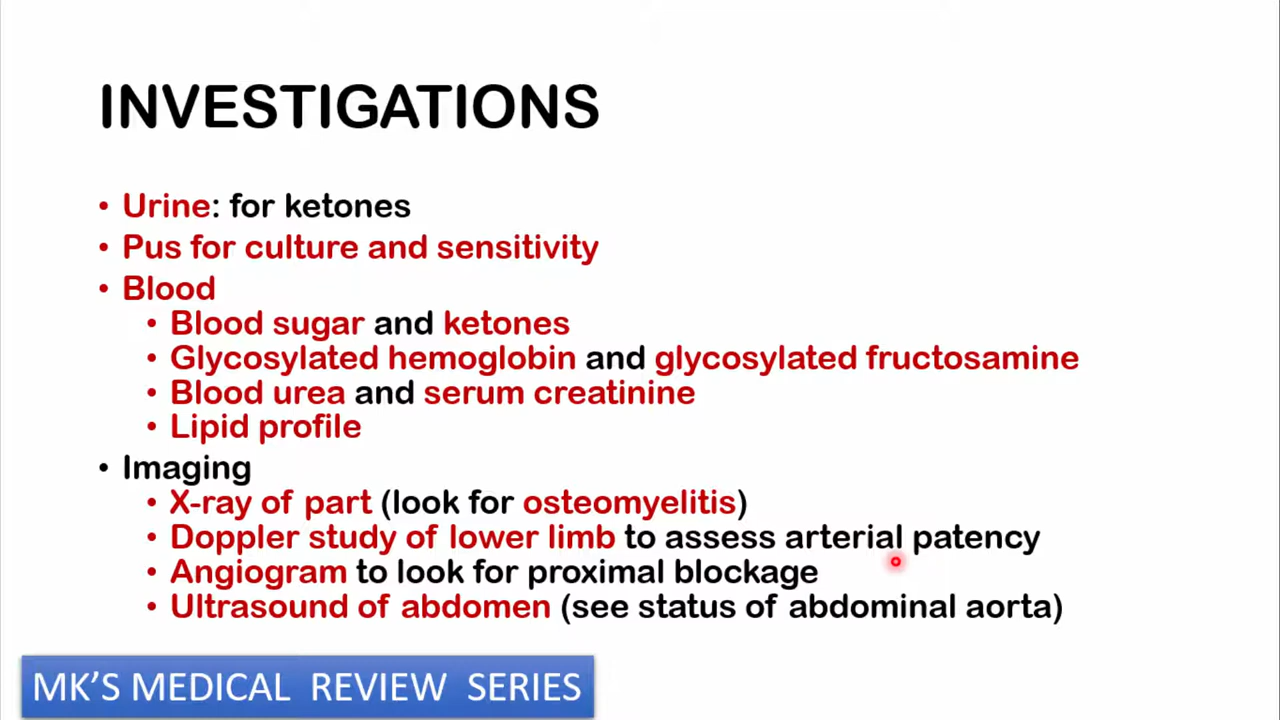 INVESTIGATIONS
• Urine: for ketones
• Pus for culture and sensitivity
• Blood
• Blood sugar and ketones
• Glycosylated hemoglobin and glycosylated fructosamine
• Blood urea and serum creatinine
• Lipid profile
• Imaging
• X-ray of part (look for osteomyelitis)
• Doppler study of lower limb to assess arterial patency
• Angiogram to look for proximal blockage
• Ultrasound of abdomen (see status of abdominal aorta)
MK'S MEDICAL REVIEW SERIES